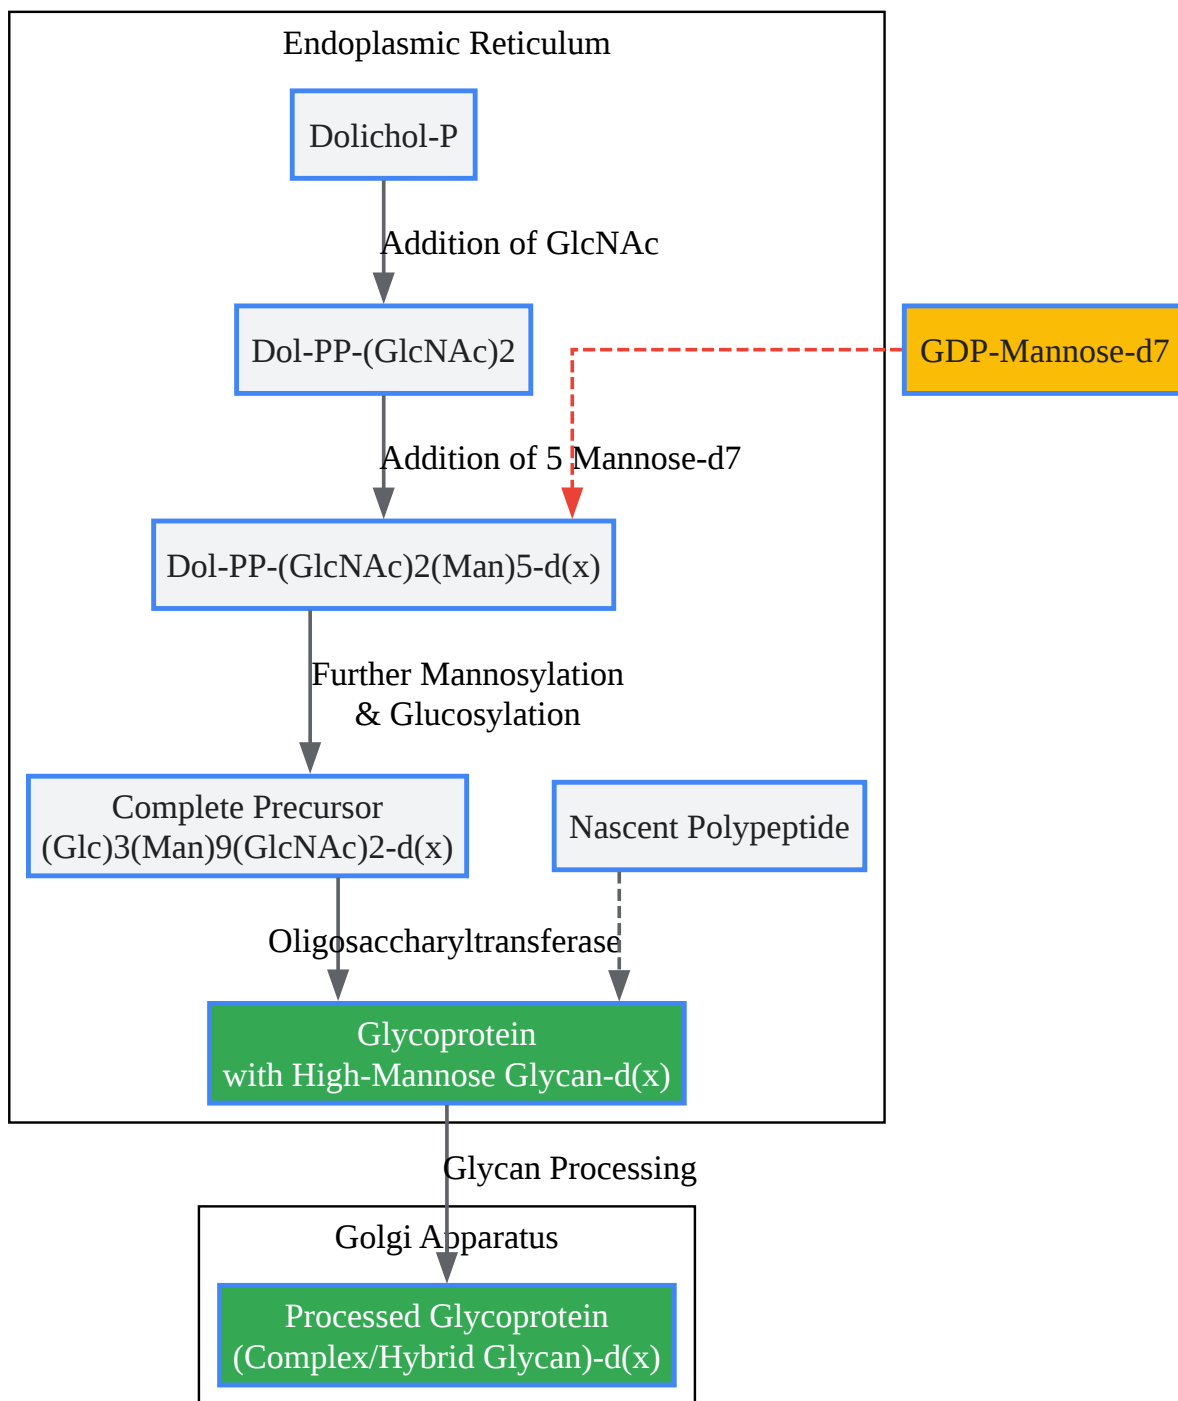 Endoplasmic Reticulum
Dolichol-P
Addition of GlcNAc
Dol-PP-(GlcNAc)2
GDP-Mannose-d7
Addition of 5 Mannose-d7
Dol-PP-(GlcNAc)2(Man)5-d(x)
Further Mannosylation
& Glucosylation
Complete Precursor
(Glc)3(Man)9(GlcNAc)2-d(x)
Nascent Polypeptide
Oligosaccharyltransferase
Glycoprotein
with High-Mannose Glycan-d(x)
Glycan Processing
Golgi Apparatus
Processed Glycoprotein
(Complex/Hybrid Glycan)-d(x)